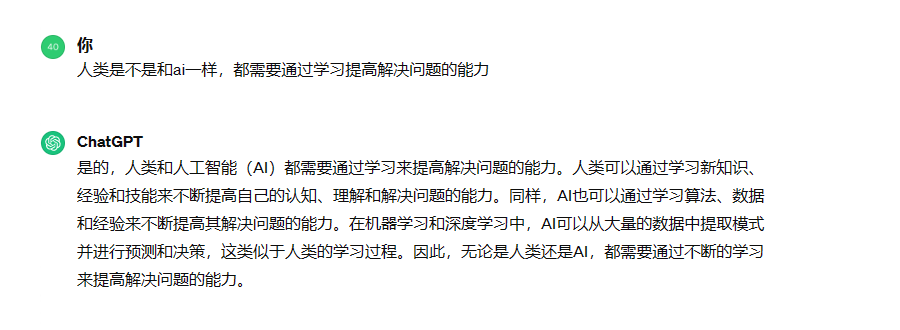 40 你
人类是不是和ai一样，都需要通过学习提高解决问题的能力
ChatGPT
是的，人类和人工智能（AI）都需要通过学习来提高解决问题的能力。人类可以通过学习新知识、
经验和技能来不断提高自己的认知、理解和解决问题的能力。同样，AI也可以通过学习算法、数据
和经验来不断提高其解决问题的能力。在机器学习和深度学习中，AI可以从大量的数据中提取模式
并进行预测和决策，这类似于人类的学习过程。因此，无论是人类还是AI，都需要通过不断的学习
来提高解决问题的能力。